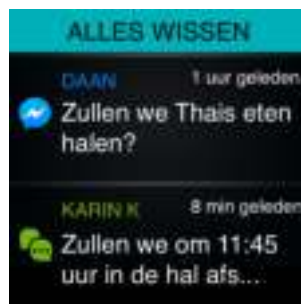 ALLES WISSEN
DAAN 1 uur geleden
Zullen we Thais eten
halen?
KARIN K 8 min geleden
Zullen we om 11:45
uur in de hal afs...